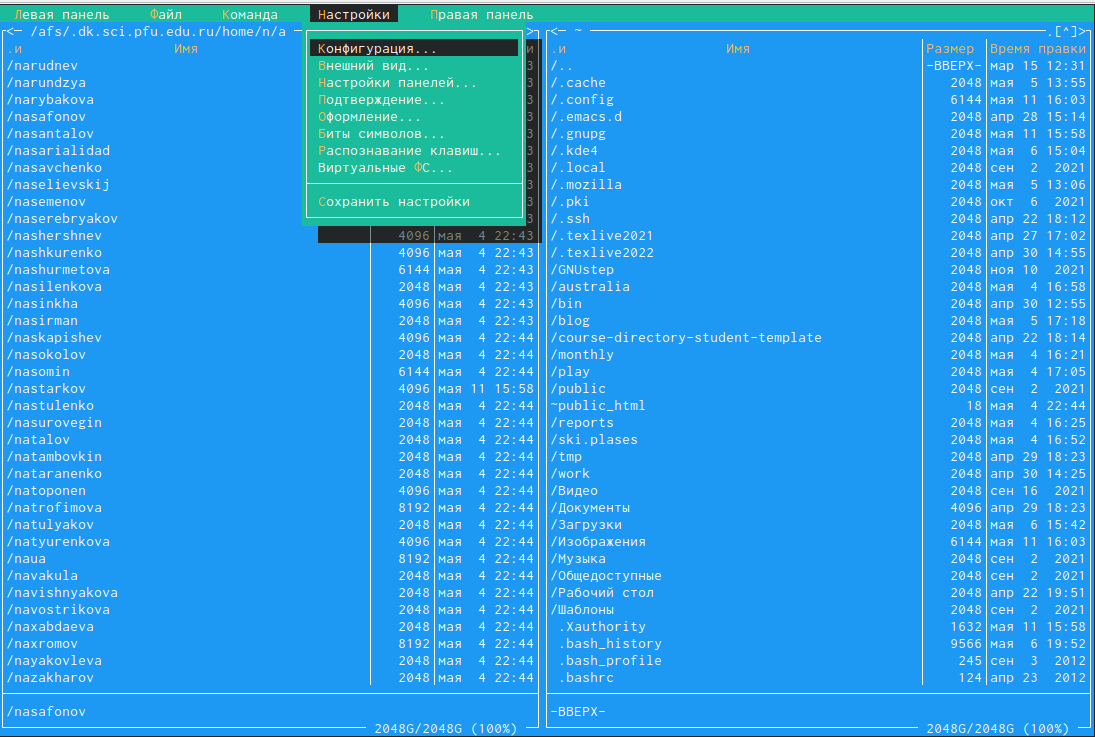 Левая панель Файл Команда Настройки Правая панель
<─ /afs/.dk.sci.pfu.edu.ru/home/n/a ─ >
<─ ~ ─ .[^]>
.и Имя и
.и Имя Размер Время правки
Конфигурация...
Внешний вид...
Настройки панелей...
Подтверждение...
Оформление...
Биты символов...
Распознавание клавиш...
Виртуальные ФС...
Сохранить настройки
/narudnev 3
/narundzya 3
/narybakova 3
/nasafonov 3
/nasantalov 3
/nasarialidad 3
/nasavchenko 3
/naselievskij 3
/nasemenov 3
/naserebryakov 3
/nashershnev 4096 мая 4 22:43
/nashkurenko 4096 мая 4 22:43
/nashurmetova 6144 мая 4 22:43
/nasilenkova 2048 мая 4 22:43
/nasinkha 4096 мая 4 22:43
/nasirman 2048 мая 4 22:43
/naskapishev 4096 мая 4 22:44
/nasokolov 2048 мая 4 22:44
/nasomin 6144 мая 4 22:44
/nastarkov 4096 мая 11 15:58
/nastulenko 2048 мая 4 22:44
/nasurovegin 2048 мая 4 22:44
/natalov 2048 мая 4 22:44
/natambovkin 2048 мая 4 22:44
/nataranenko 2048 мая 4 22:44
/natoponen 4096 мая 4 22:44
/natrofimova 8192 мая 4 22:44
/natulyakov 2048 мая 4 22:44
/natyurenkova 4096 мая 4 22:44
/naua 8192 мая 4 22:44
/navakula 2048 мая 4 22:44
/navishnyakova 2048 мая 4 22:44
/navostrikova 2048 мая 4 22:44
/naxabdaeva 2048 мая 4 22:44
/naxromov 8192 мая 4 22:44
/nayakovleva 2048 мая 4 22:44
/nazakharov 2048 мая 4 22:44
/nasafonov
2048G/2048G (100%)
/.. -ВВЕРХ- мар 15 12:31
/.cache 2048 мая 5 13:55
/.config 6144 мая 11 16:03
/.emacs.d 2048 апр 28 15:14
/.gnupg 2048 мая 11 15:58
/.kde4 2048 мая 6 15:04
/.local 2048 сен 2 2021
/.mozilla 2048 мая 5 13:06
/.pki 2048 окт 6 2021
/.ssh 2048 апр 22 18:12
/.texlive2021 2048 апр 27 17:02
/.texlive2022 2048 апр 30 14:55
/GNUstep 2048 ноя 10 2021
/australia 2048 мая 4 16:58
/bin 2048 апр 30 12:55
/blog 2048 мая 5 17:18
/course-directory-student-template 2048 апр 22 18:14
/monthly 2048 мая 4 16:21
/play 2048 мая 4 17:05
/public 2048 сен 2 2021
~public_html 18 мая 4 22:44
/reports 2048 мая 4 16:25
/ski.plases 2048 мая 4 16:52
/tmp 2048 апр 29 18:23
/work 2048 апр 30 14:25
/Видео 2048 сен 16 2021
/Документы 4096 апр 29 18:23
/Загрузки 2048 мая 6 15:42
/Изображения 6144 мая 11 16:03
/Музыка 2048 сен 2 2021
/Общедоступные 2048 сен 2 2021
/Рабочий стол 2048 апр 22 19:51
/Шаблоны 2048 сен 2 2021
.Xauthority 1632 мая 11 15:58
.bash_history 9566 мая 6 19:52
.bash_profile 245 сен 3 2012
.bashrc 124 апр 23 2012
-ВВЕРХ-
2048G/2048G (100%)